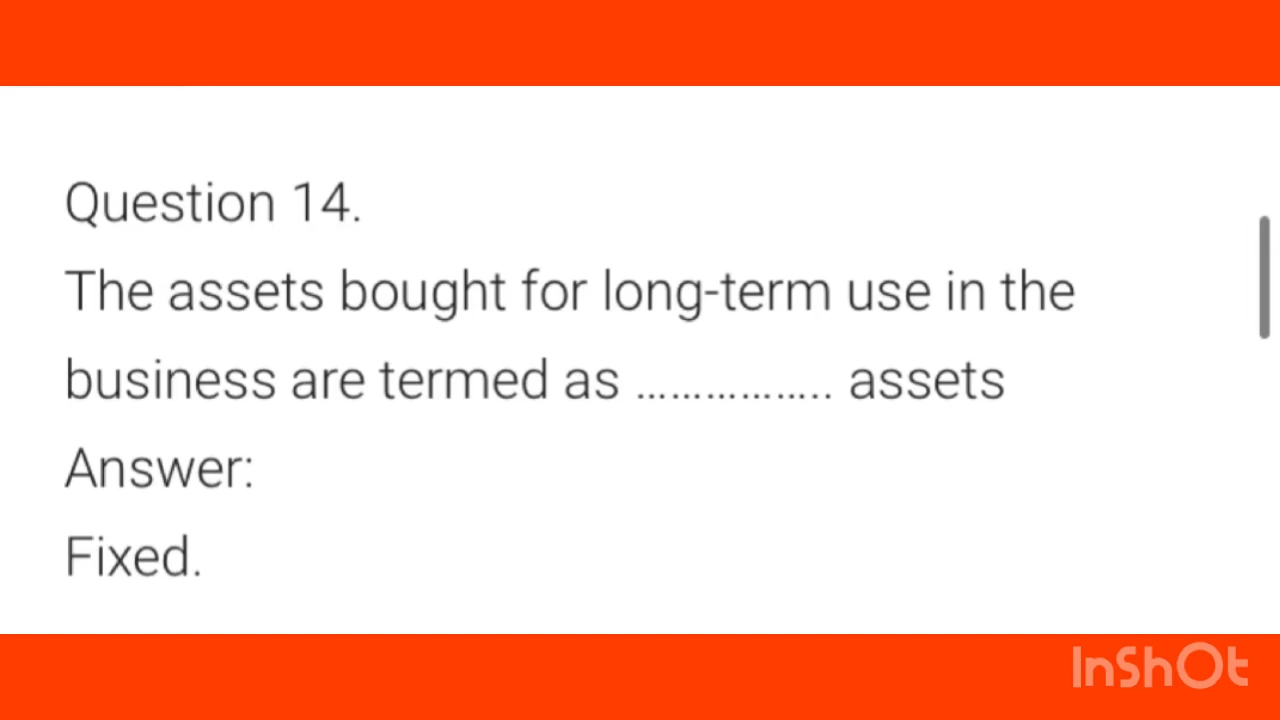 Question 14.
The assets bought for long-term use in the
business are termed as …………….. assets
Answer:
Fixed.
InShOt